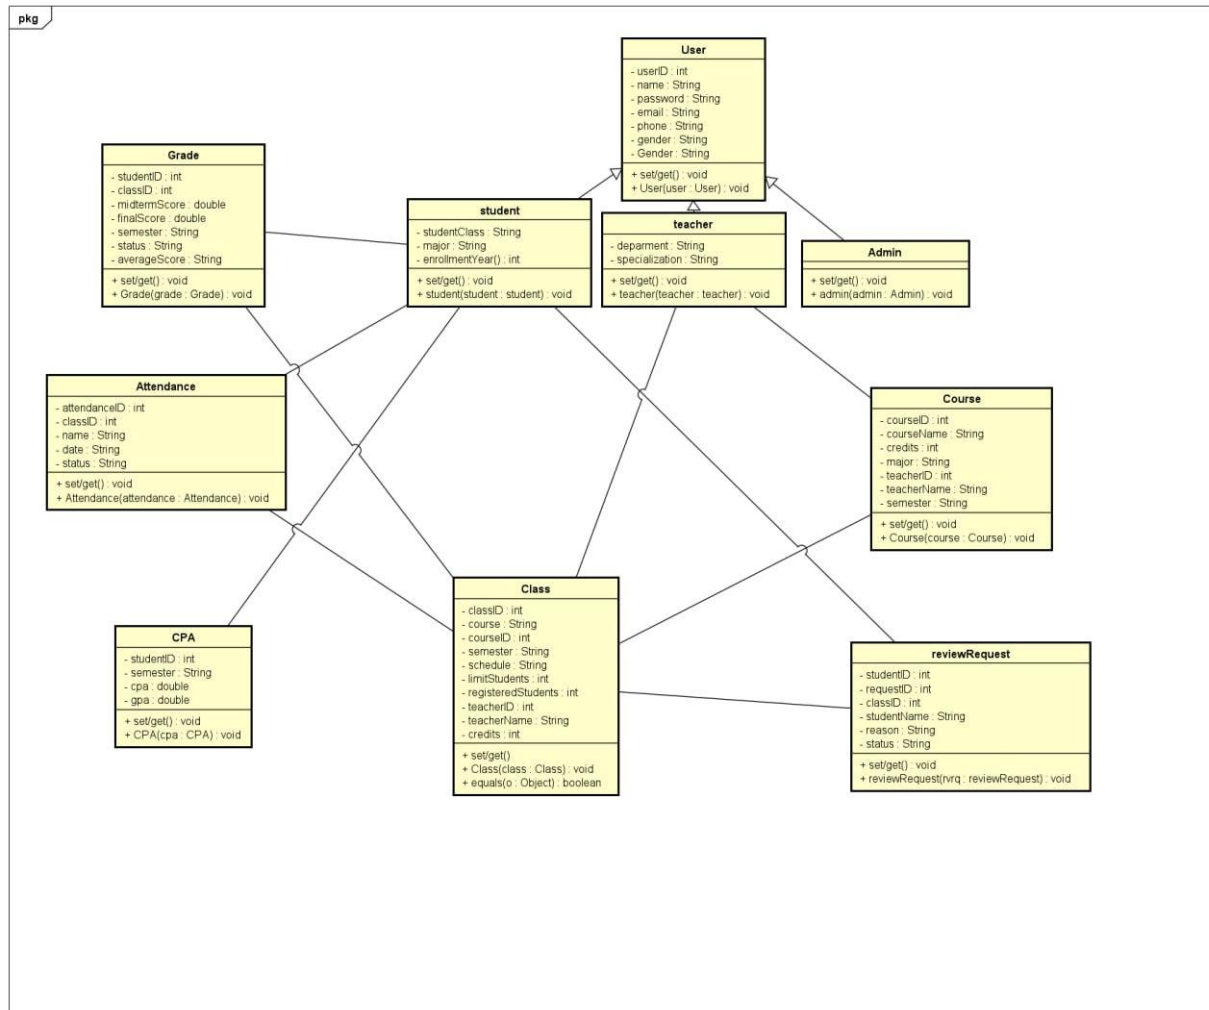 pkg
User
- userID : int
- name : String
- password : String
- email : String
- phone : String
- gender : String
- Gender : String
+ set/get() : void
+ User(user : User) : void
Grade
- studentID : int
- classID : int
- midtermScore : double
- finalScore : double
- semester : String
- status : String
- averageScore : String
+ set/get() : void
+ Grade(grade : Grade) : void
student
- studentClass : String
- major : String
- enrollmentYear() : int
+ set/get() : void
+ student(student : student) : void
teacher
- deparment : String
- specialization : String
+ set/get() : void
+ teacher(teacher : teacher) : void
Admin
+ set/get() : void
+ admin(admin : Admin) : void
Attendance
- attendanceID : int
- classID : int
- name : String
- date : String
- status : String
+ set/get() : void
+ Attendance(attendance : Attendance) : void
Course
- courseID : int
- courseName : String
- credits : int
- major : String
- teacherID : int
- teacherName : String
- semester : String
+ set/get() : void
+ Course(course : Course) : void
Class
- classID : int
- course : String
- courseID : int
- semester : String
- schedule : String
- limitStudents : int
- registeredStudents : int
- teacherID : int
- teacherName : String
- credits : int
+ set/get()
+ Class(class : Class) : void
+ equals(o : Object) : boolean
CPA
- studentID : int
- semester : String
- cpa : double
- gpa : double
+ set/get() : void
+ CPA(cpa : CPA) : void
reviewRequest
- studentID : int
- requestID : int
- classID : int
- studentName : String
- reason : String
- status : String
+ set/get() : void
+ reviewRequest(rvrq : reviewRequest) : void